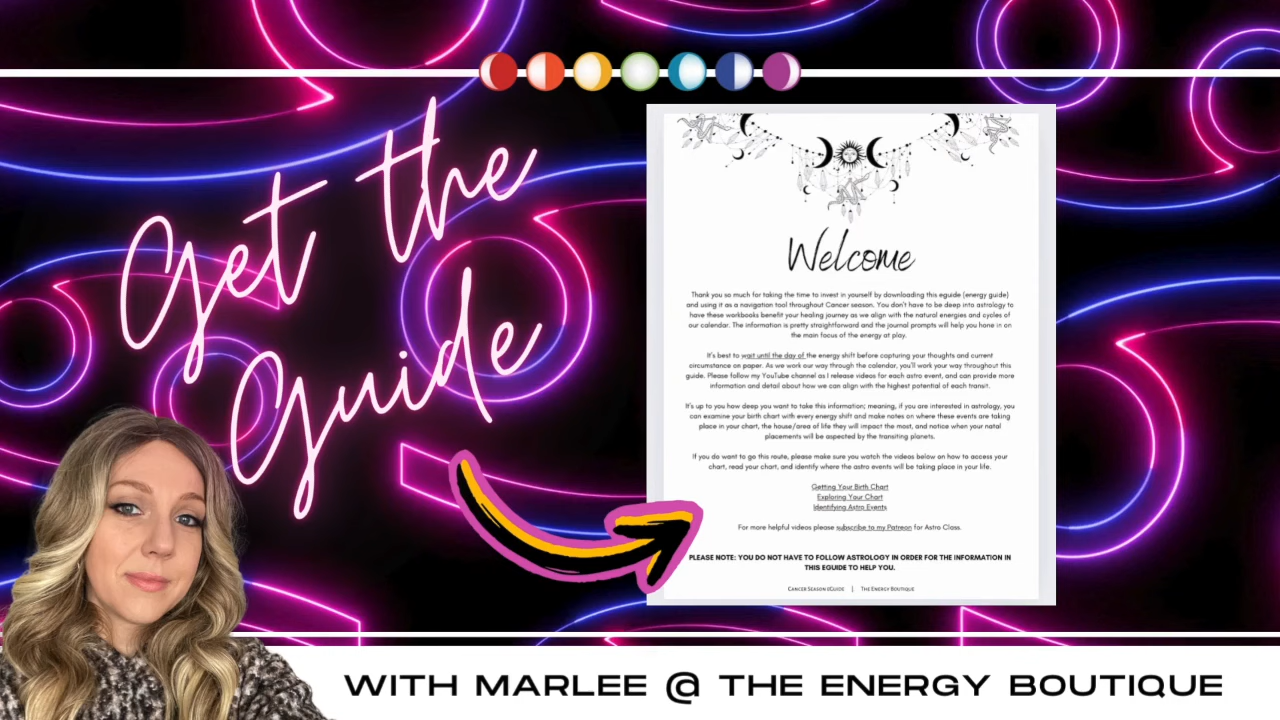 Get the
Guide
Welcome
Thank you so much for taking the time to invest in yourself by downloading this eguide (energy guide)
and using it as a navigation tool throughout Cancer season. You don't have to be deep into astrology to
have these workbooks benefit your healing journey as we align with the natural energies and cycles of
our calendar. The information is pretty straightforward and the journal prompts will help you hone in on
the main focus of the energy at play.
It's best to wait until the day of the energy shift before capturing your thoughts and current
circumstance on paper. As we work our way through the calendar, you'll work your way throughout this
guide. Please follow my YouTube channel as I release videos for each astro event, and can provide more
information and detail about how we can align with the highest potential of each transit.
It's up to you how deep you want to take this information; meaning, if you are interested in astrology, you
can examine your birth chart with every energy shift and make notes on where these events are taking
place in your chart, the house/area of life they will impact the most, and notice when your natal
placements will be aspected by the transiting planets.
If you do want to go this route, please make sure you watch the videos below on how to access your
chart, read your chart, and identify where the astro events will be taking place in your life.
Getting Your Birth Chart
Exploring Your Chart
Identifying Astro Events
For more helpful videos please subscribe to my Patreon for Astro Class.
PLEASE NOTE: YOU DO NOT HAVE TO FOLLOW ASTROLOGY IN ORDER FOR THE INFORMATION IN
THIS EGUIDE TO HELP YOU.
Cancer Season eGuide | The Energy Boutique
WITH MARLEE @ THE ENERGY BOUTIQUE